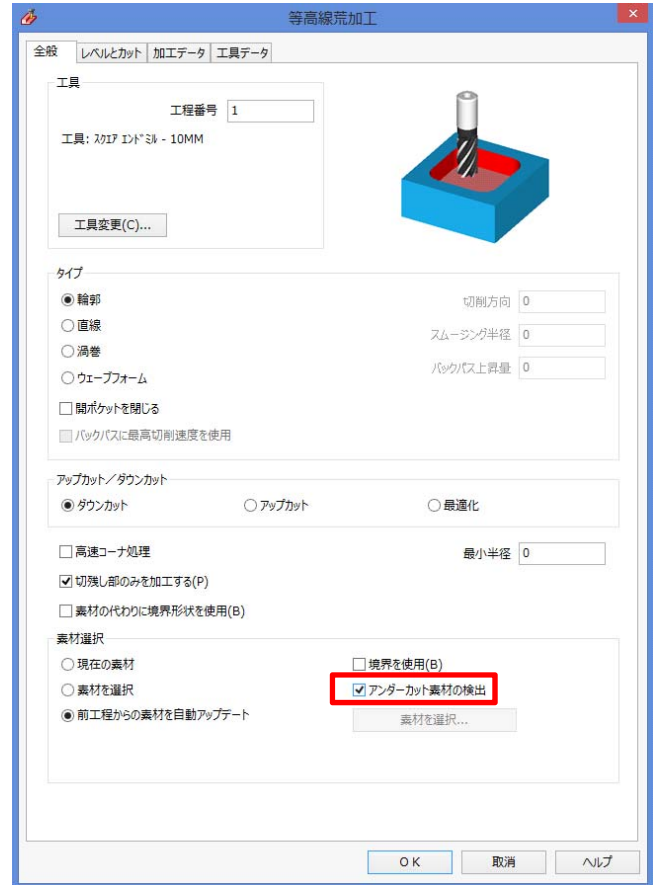 等高線荒加工
全般 レベルとカット 加工データ 工具データ
工具
工程番号 1
工具: ｽｸｴｱ ｴﾝﾄﾞﾐﾙ - 10MM
工具変更(C)...
タイプ
輪郭
切削方向 0
直線
スムージング半径 0
渦巻
バックパス上昇量 0
ウェーブフォーム
開ポケットを閉じる
バックパスに最高切削速度を使用
アップカット／ダウンカット
ダウンカット アップカット 最適化
高速コーナ処理
最小半径 0
切残し部のみを加工する(P)
素材の代わりに境界形状を使用(B)
素材選択
現在の素材 境界を使用(B)
素材を選択 アンダーカット素材の検出
前工程からの素材を自動アップデート 素材を選択...
ＯＫ 取消 ヘルプ